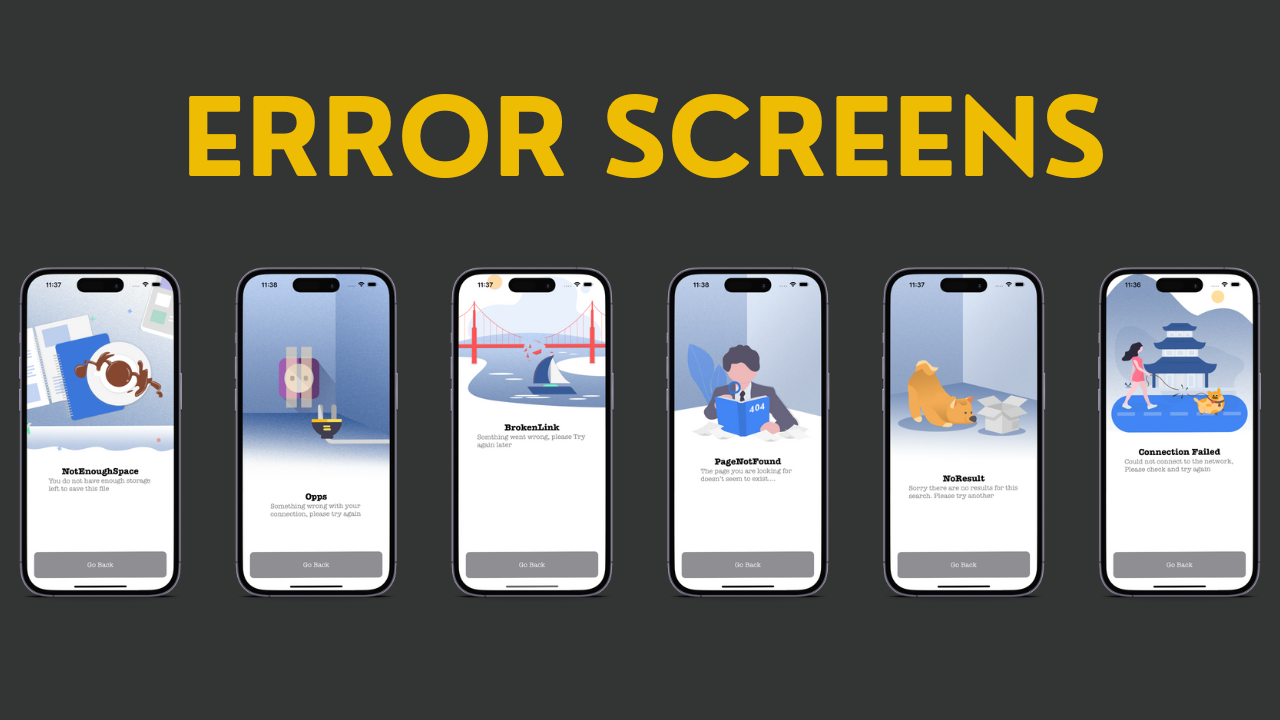 ERROR SCREENS
11:37
NotEnoughSpace
You do not have enough storage
left to save this file
Go Back
11:38
Opps
Something wrong with your
connection, please try again
Go Back
11:37
BrokenLink
Somthing went wrong, please Try
again later
Go Back
11:38
404
PageNotFound
The page you are looking for
doesn't seem to exist....
Go Back
11:37
NoResult
Sorry there are no results for this
search. Please try another
Go Back
11:36
Connection Failed
Could not connect to the network,
Please check and try again
Go Back